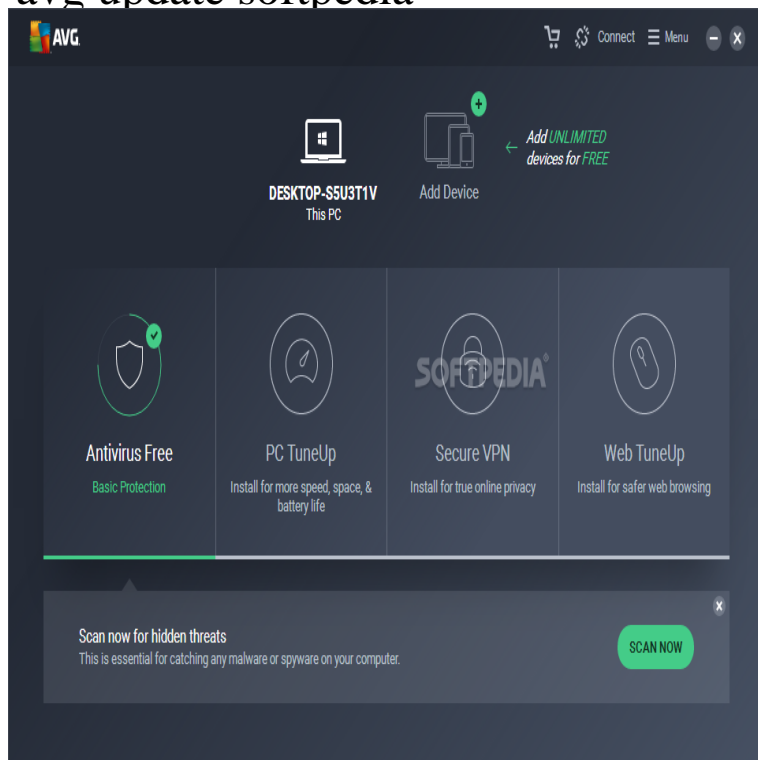 avg update softpedia
AVG.
Connect
Menu
Add UNLIMITED
devices for FREE
DESKTOP-S5U3T1V
This PC
Add Device
SOFTPEDIA®
Antivirus Free
Basic Protection
PC TuneUp
Install for more speed, space, &
battery life
Secure VPN
Install for true online privacy
Web TuneUp
Install for safer web browsing
Scan now for hidden threats
This is essential for catching any malware or spyware on your computer.
SCAN NOW